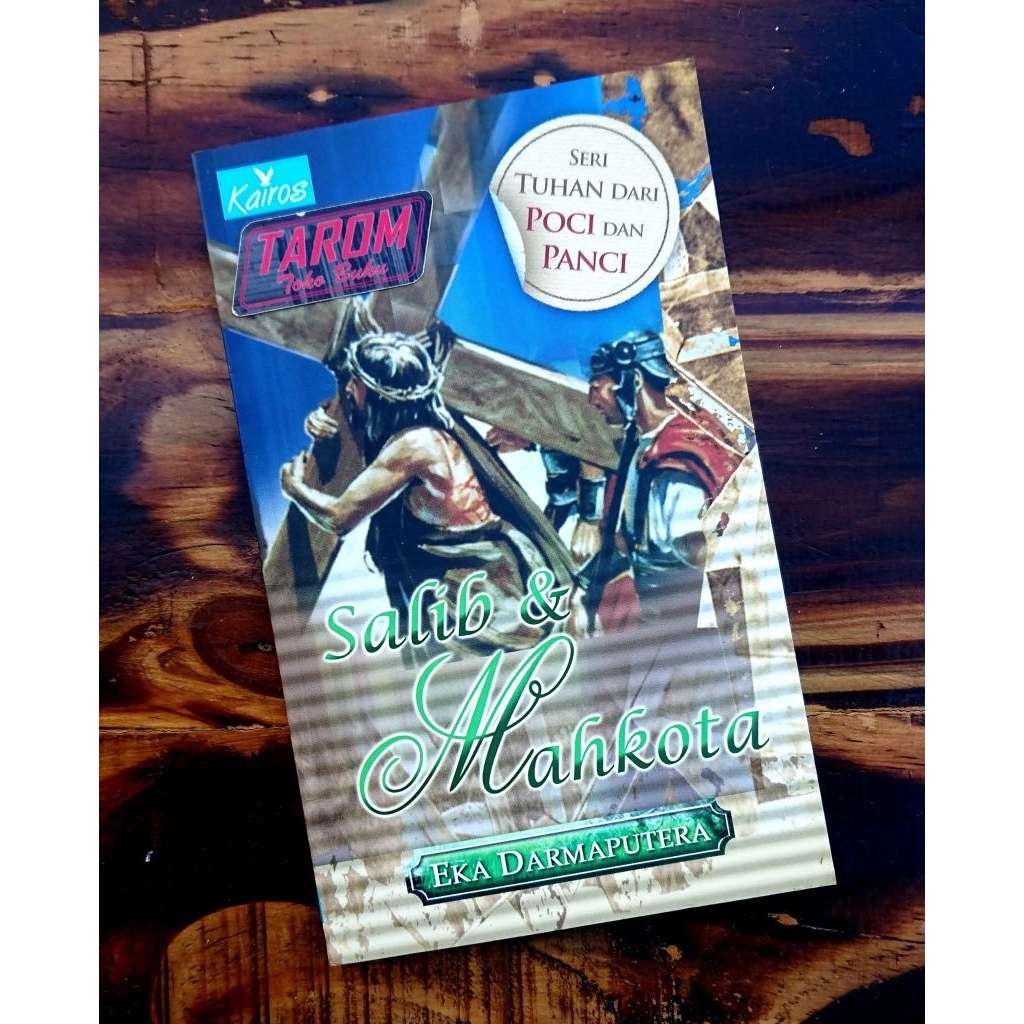 Kairos
TAROM
Toko Buku
SERI
TUHAN DARI
POCI DAN
PANCI
Salib &
Mahkota
EKA DARMAPUTERA